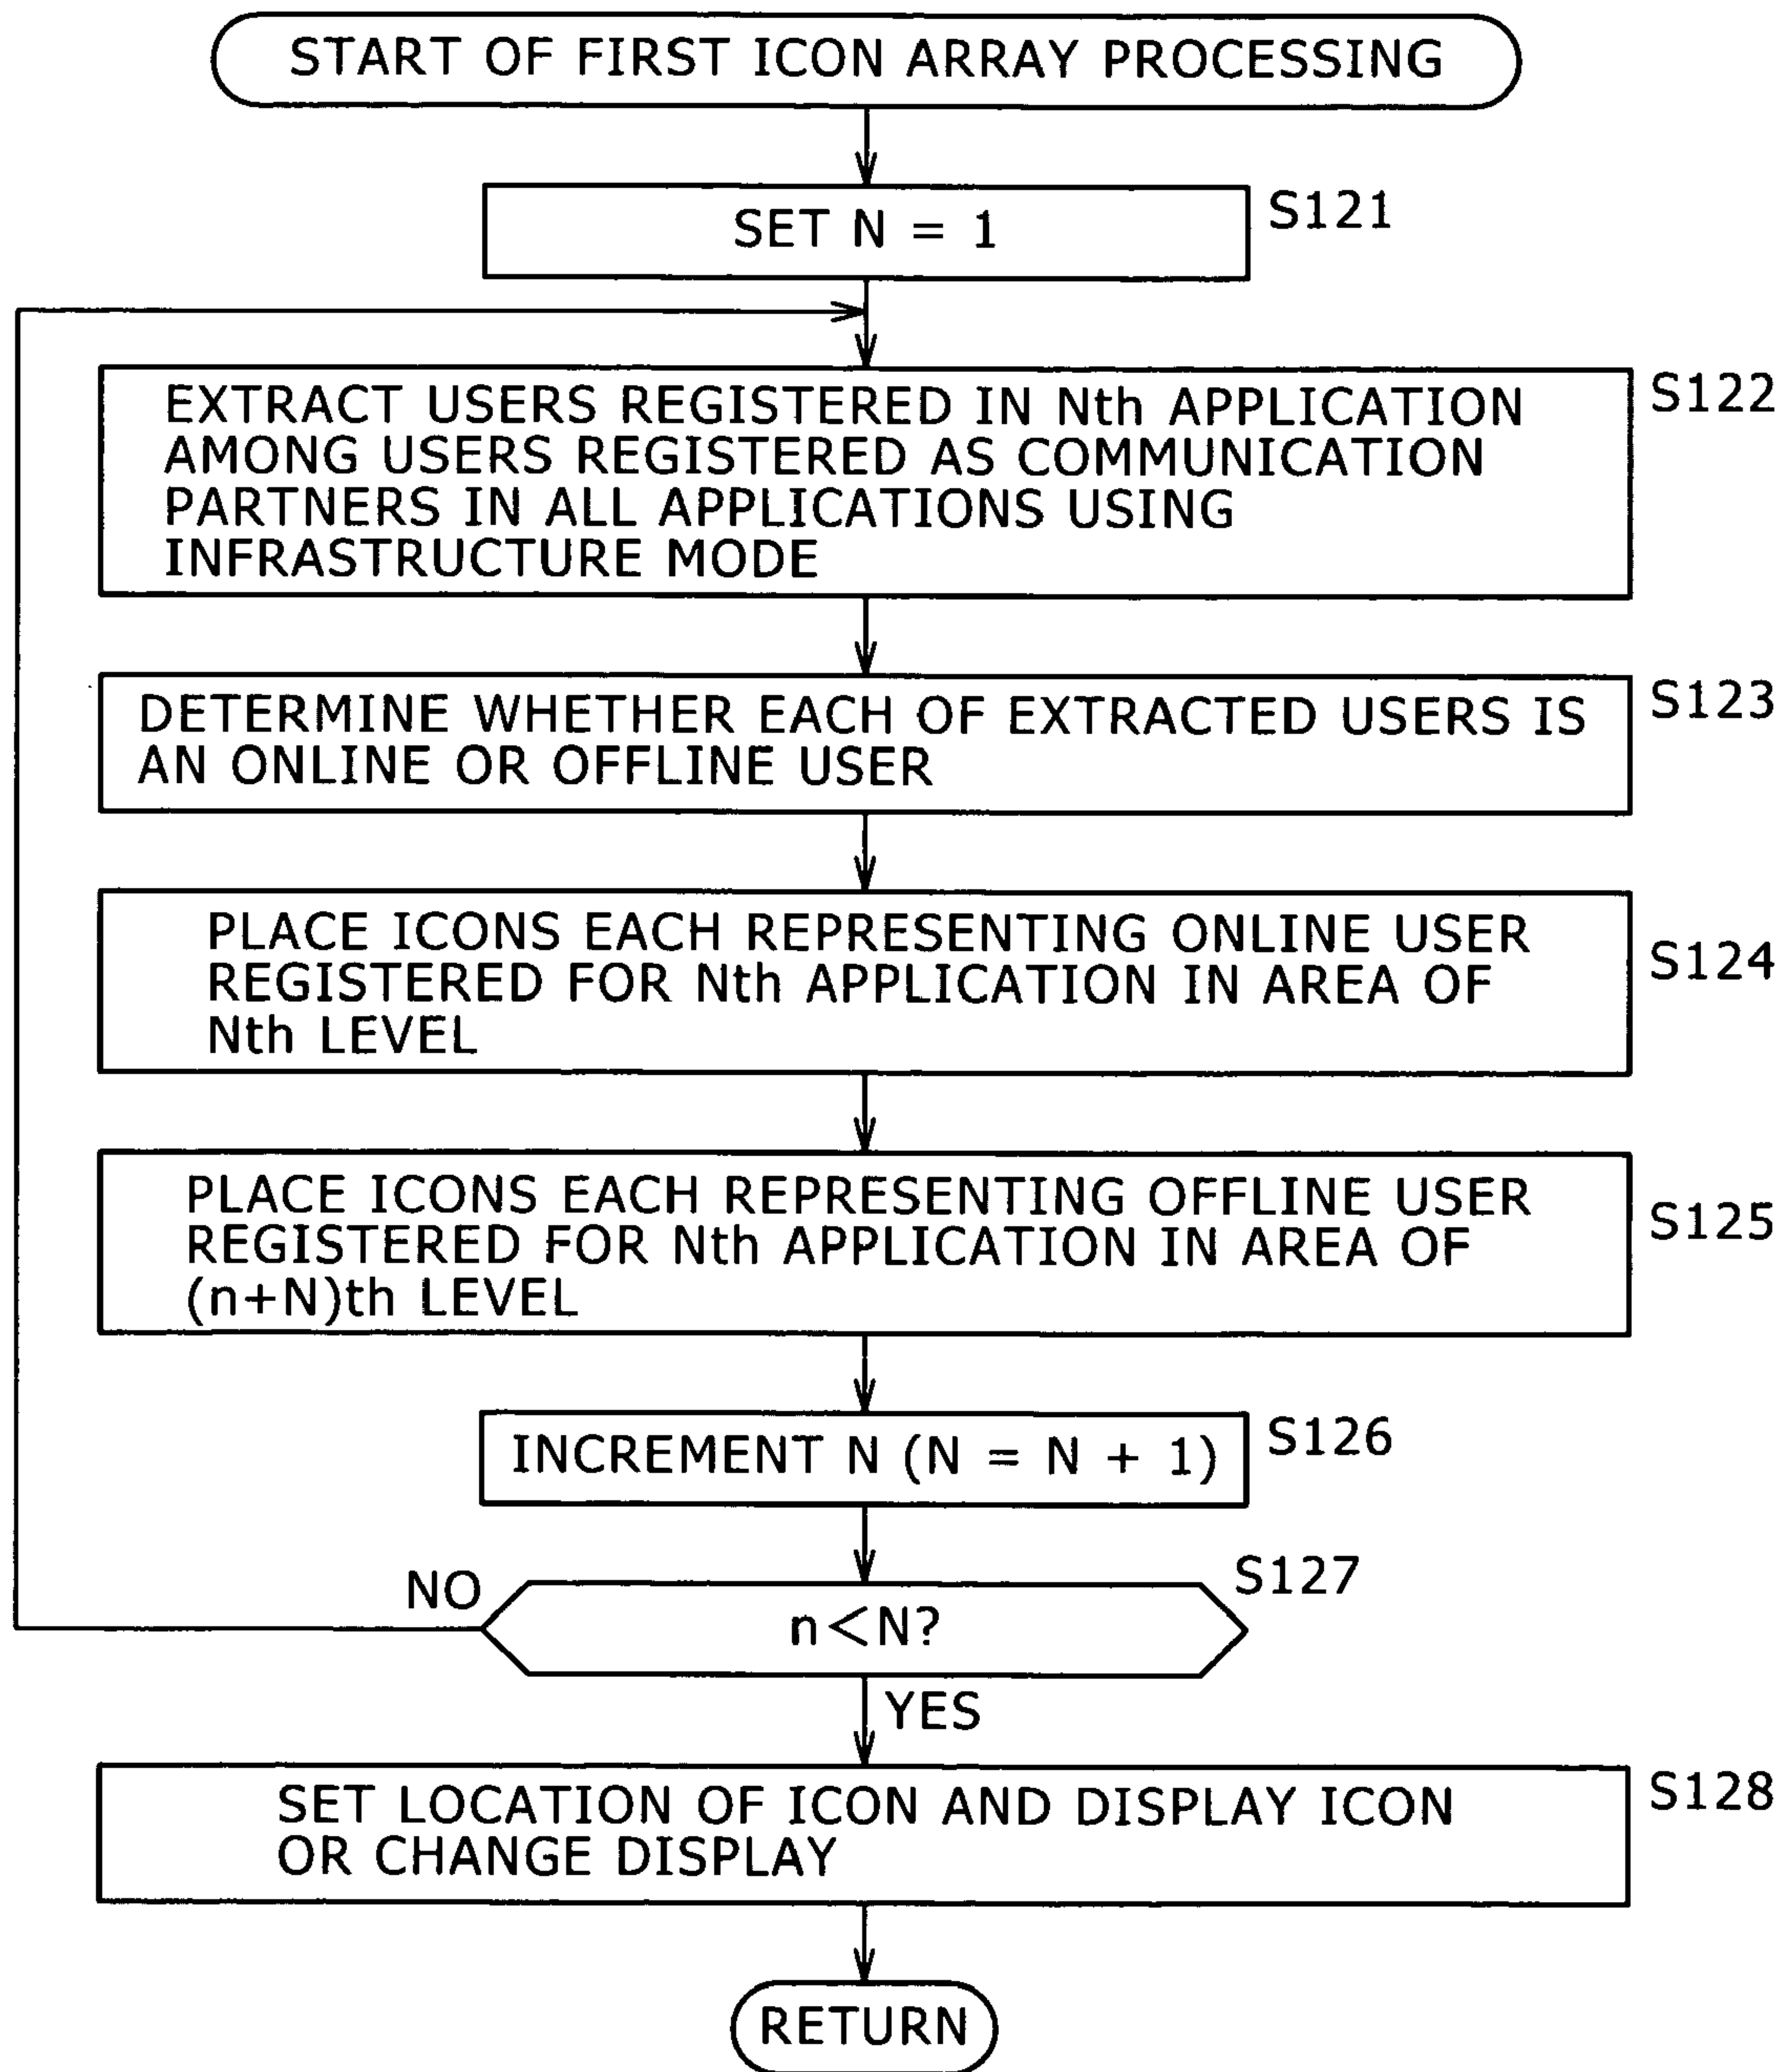 START OF FIRST ICON ARRAY PROCESSING
SET N = 1
S121
EXTRACT USERS REGISTERED IN Nth APPLICATION
AMONG USERS REGISTERED AS COMMUNICATION
PARTNERS IN ALL APPLICATIONS USING
INFRASTRUCTURE MODE
S122
DETERMINE WHETHER EACH OF EXTRACTED USERS IS
AN ONLINE OR OFFLINE USER
S123
PLACE ICONS EACH REPRESENTING ONLINE USER
REGISTERED FOR Nth APPLICATION IN AREA OF
Nth LEVEL
S124
PLACE ICONS EACH REPRESENTING OFFLINE USER
REGISTERED FOR Nth APPLICATION IN AREA OF
(n+N)th LEVEL
S125
INCREMENT N (N = N + 1)
S126
NO
n<N?
S127
YES
SET LOCATION OF ICON AND DISPLAY ICON
OR CHANGE DISPLAY
S128
RETURN